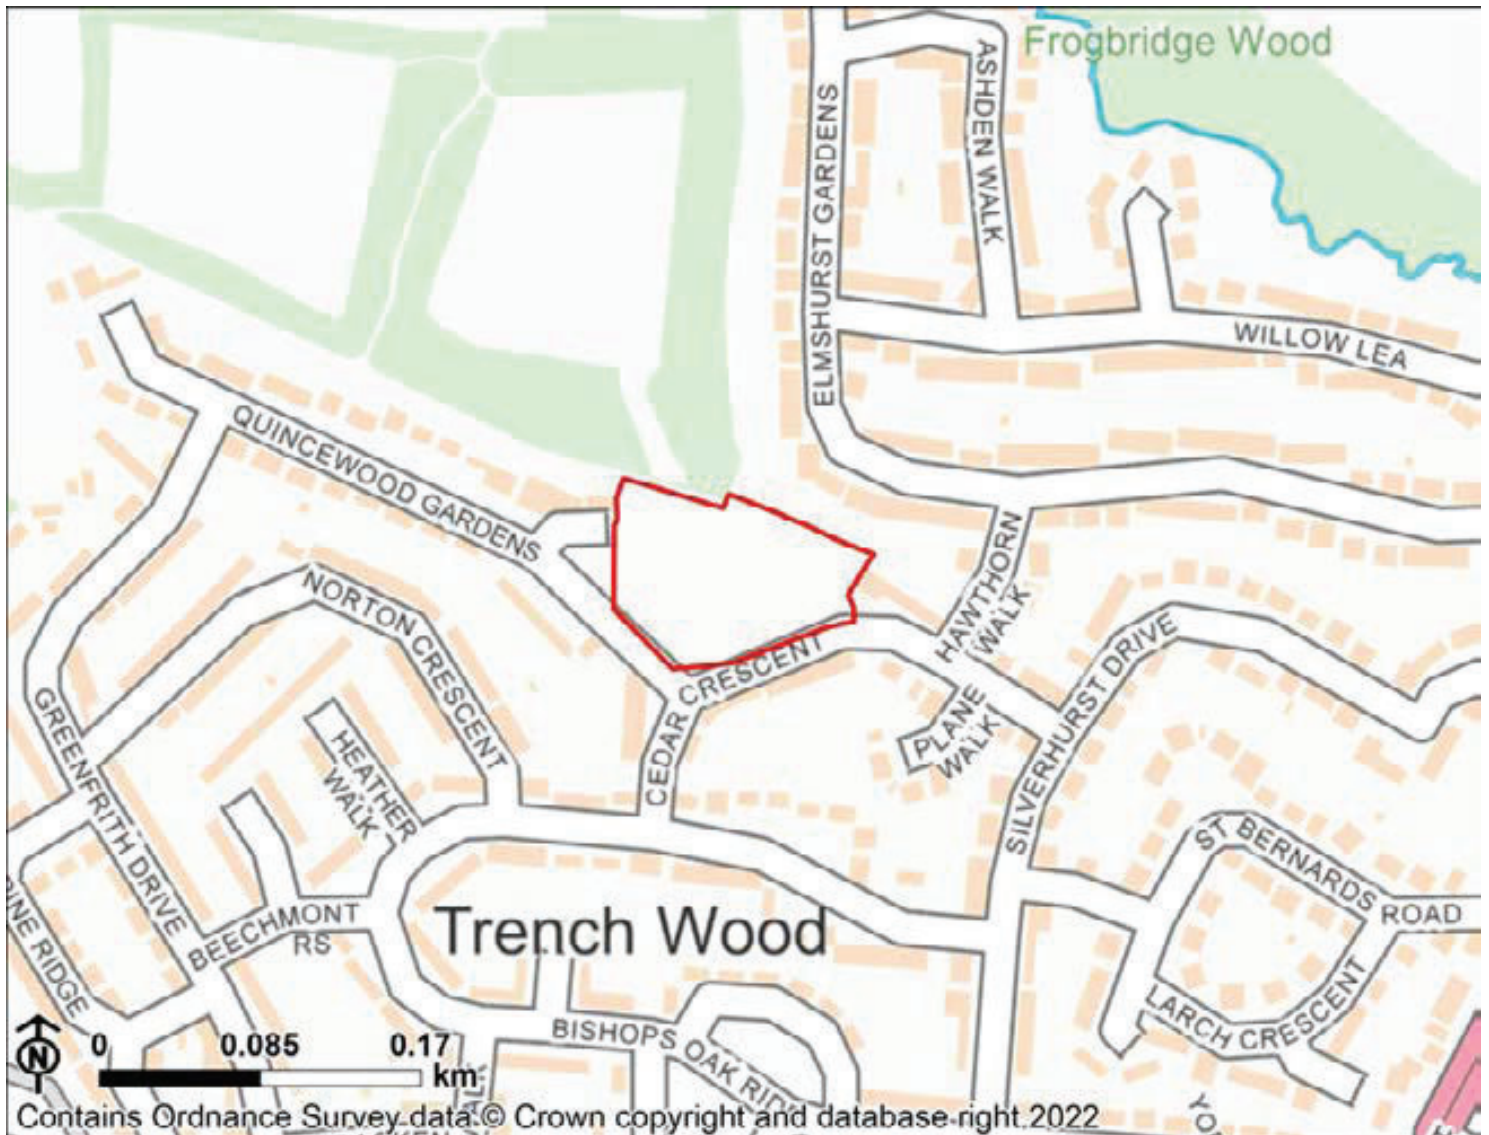 Frogbridge Wood
ASHDEN WALK
ELMSHURST GARDENS
WILLOW LEA
QUINCEWOOD GARDENS
HAWTHORN
WALK
NORTON CRESCENT
CEDAR CRESCENT
SILVERHURST DRIVE
PLANE
WALK
GREENFRITH DRIVE
HEATHER
WALK
ST BERNARDS ROAD
BEECHMONT
RS
Trench Wood
RIDGE
LARCH CRESCENT
BISHOPS OAK
N
0 0.085 0.17
km
Contains Ordnance Survey data © Crown copyright and database right 2022